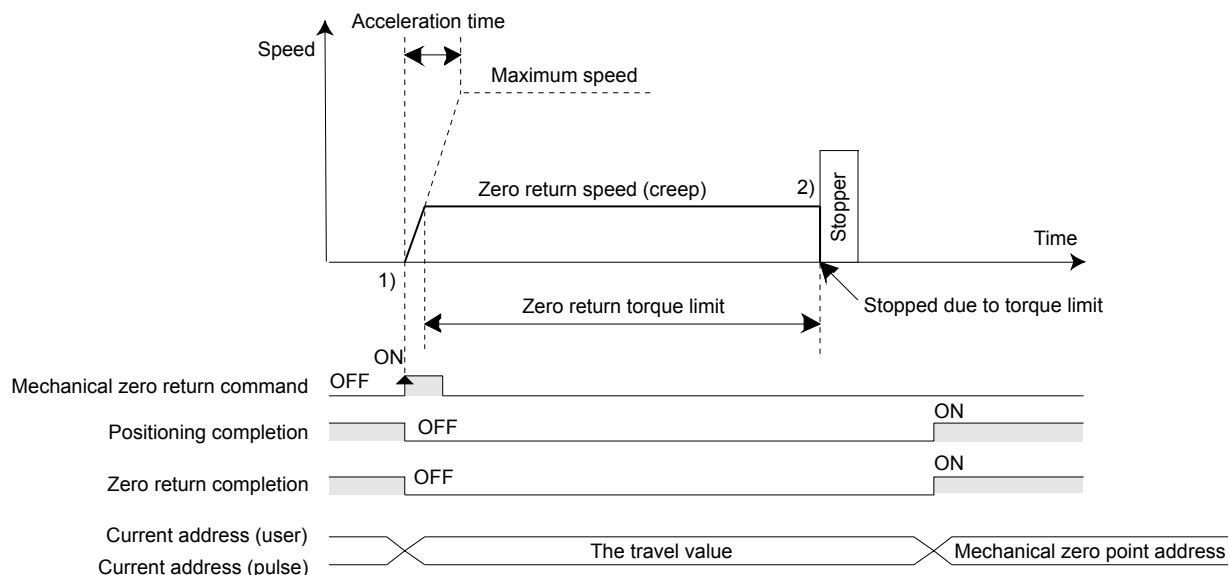 Acceleration time
Speed
Maximum speed
Zero return speed (creep)
2)
Stopper
Time
1)
Zero return torque limit
Stopped due to torque limit
ON
Mechanical zero return command
OFF
ON
Positioning completion
OFF
ON
Zero return completion
OFF
Current address (user)
The travel value
Mechanical zero point address
Current address (pulse)